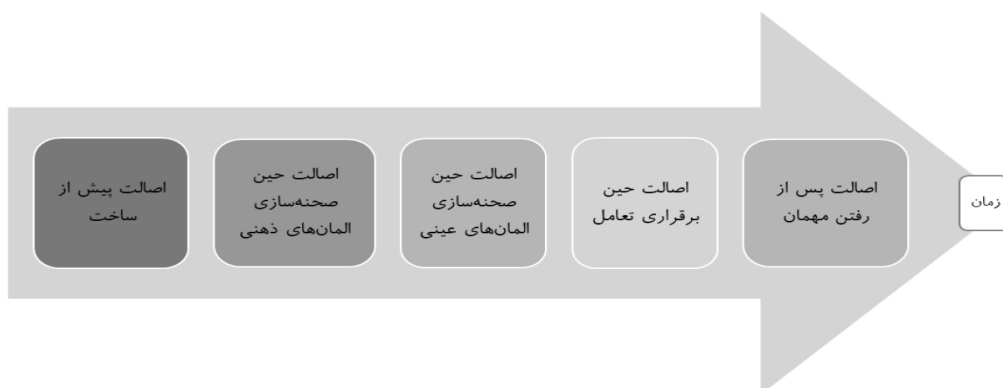 اصالت پیش از
ساخت
اصالت حین
صحنه‌سازی
المان‌های ذهنی
اصالت حین
صحنه‌سازی
المان‌های عینی
اصالت حین
برقراری تعامل
اصالت پس از
رفتن مهمان
زمان